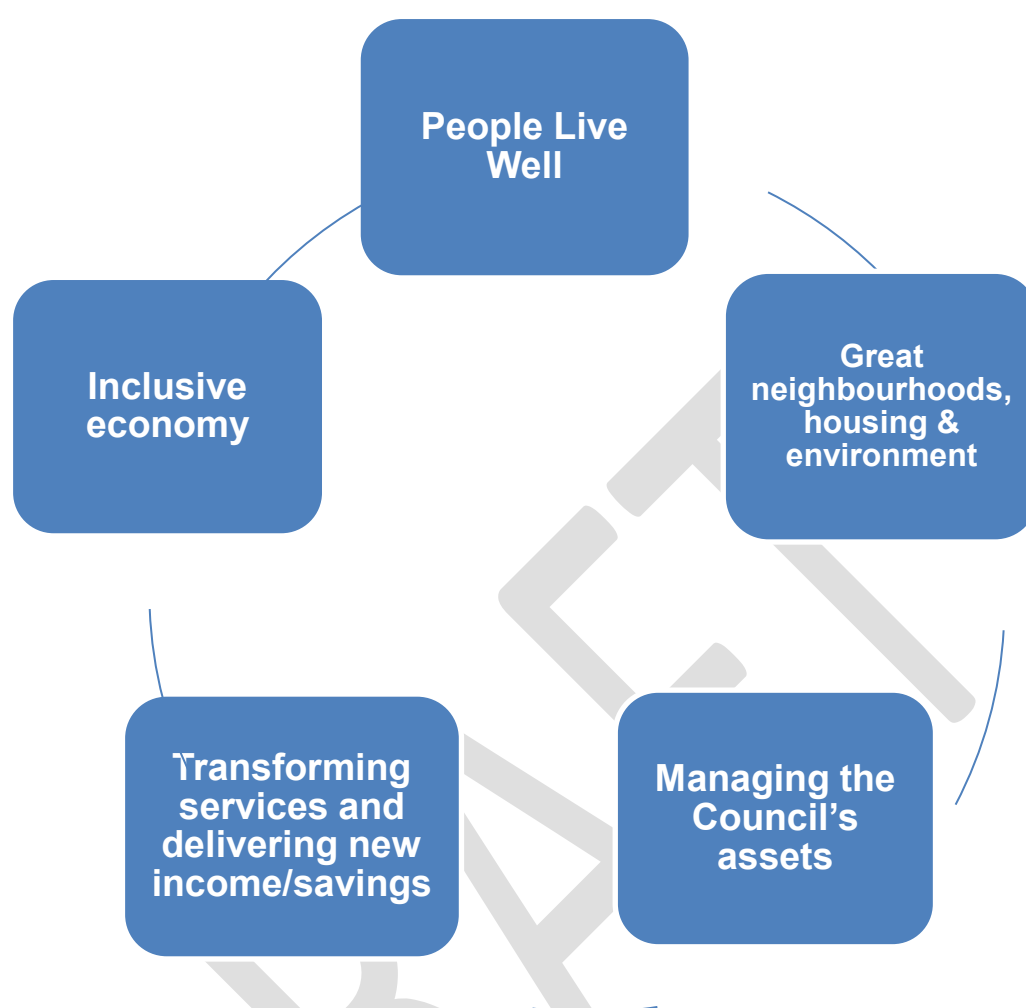 People Live
Well
Great
neighbourhoods,
housing &
environment
Managing the
Council’s
assets
Transforming
services and
delivering new
income/savings
Inclusive
economy